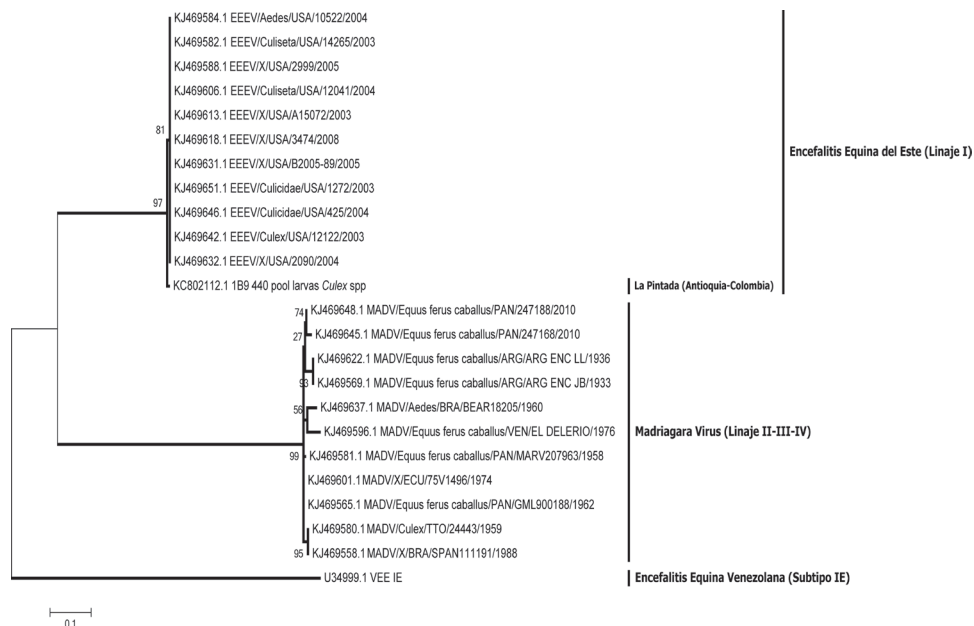 KJ469584.1 EEEV/Aedes/USA/10522/2004
KJ469582.1 EEEV/Culiseta/USA/14265/2003
KJ469588.1 EEEV/X/USA/2999/2005
KJ469606.1 EEEV/Culiseta/USA/12041/2004
KJ469613.1 EEEV/X/USA/A15072/2003
81
KJ469618.1 EEEV/X/USA/3474/2008
Encefalitis Equina del Este (Linaje I)
KJ469631.1 EEEV/X/USA/B2005-89/2005
KJ469651.1 EEEV/Culicidae/USA/1272/2003
97
KJ469646.1 EEEV/Culicidae/USA/425/2004
KJ469642.1 EEEV/Culex/USA/12122/2003
KJ469632.1 EEEV/X/USA/2090/2004
KC802112.1 1B9 440 pool larvas Culex spp
La Pintada (Antioquia-Colombia)
74
KJ469648.1 MADV/Equus ferus caballus/PAN/247188/2010
27
KJ469645.1 MADV/Equus ferus caballus/PAN/247168/2010
KJ469622.1 MADV/Equus ferus caballus/ARG/ARG ENC LL/1936
93
KJ469569.1 MADV/Equus ferus caballus/ARG/ARG ENC JB/1933
56
KJ469637.1 MADV/Aedes/BRA/BEAR18205/1960
KJ469596.1 MADV/Equus ferus caballus/VEN/EL DELERIO/1976
Madriagara Virus (Linaje II-III-IV)
99
KJ469581.1 MADV/Equus ferus caballus/PAN/MARV207963/1958
KJ469601.1 MADV/X/ECU/75V1496/1974
KJ469565.1 MADV/Equus ferus caballus/PAN/GML900188/1962
KJ469580.1 MADV/Culex/TTO/24443/1959
95
KJ469558.1 MADV/X/BRA/SPAN111191/1988
U34999.1 VEE IE
Encefalitis Equina Venezolana (Subtipo IE)
0.1